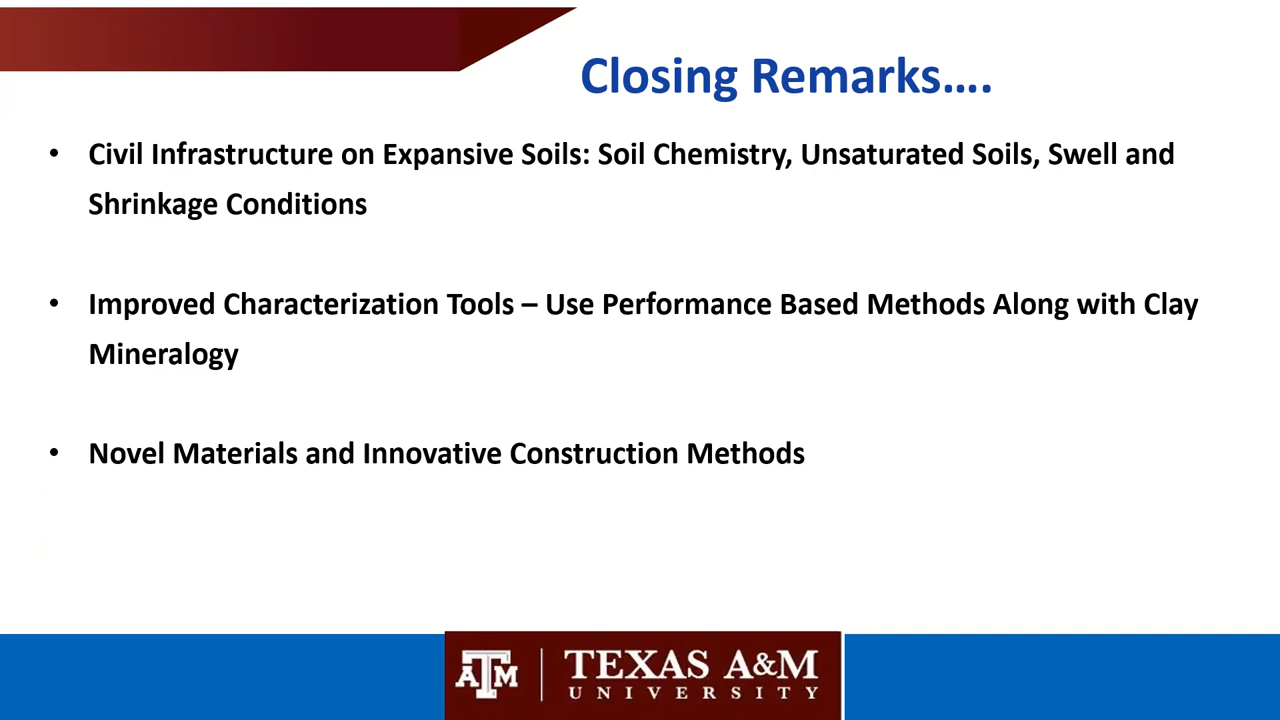 Closing Remarks….
• Civil Infrastructure on Expansive Soils: Soil Chemistry, Unsaturated Soils, Swell and
Shrinkage Conditions
• Improved Characterization Tools – Use Performance Based Methods Along with Clay
Mineralogy
• Novel Materials and Innovative Construction Methods
ATM
TEXAS A&M
UNIVERSITY